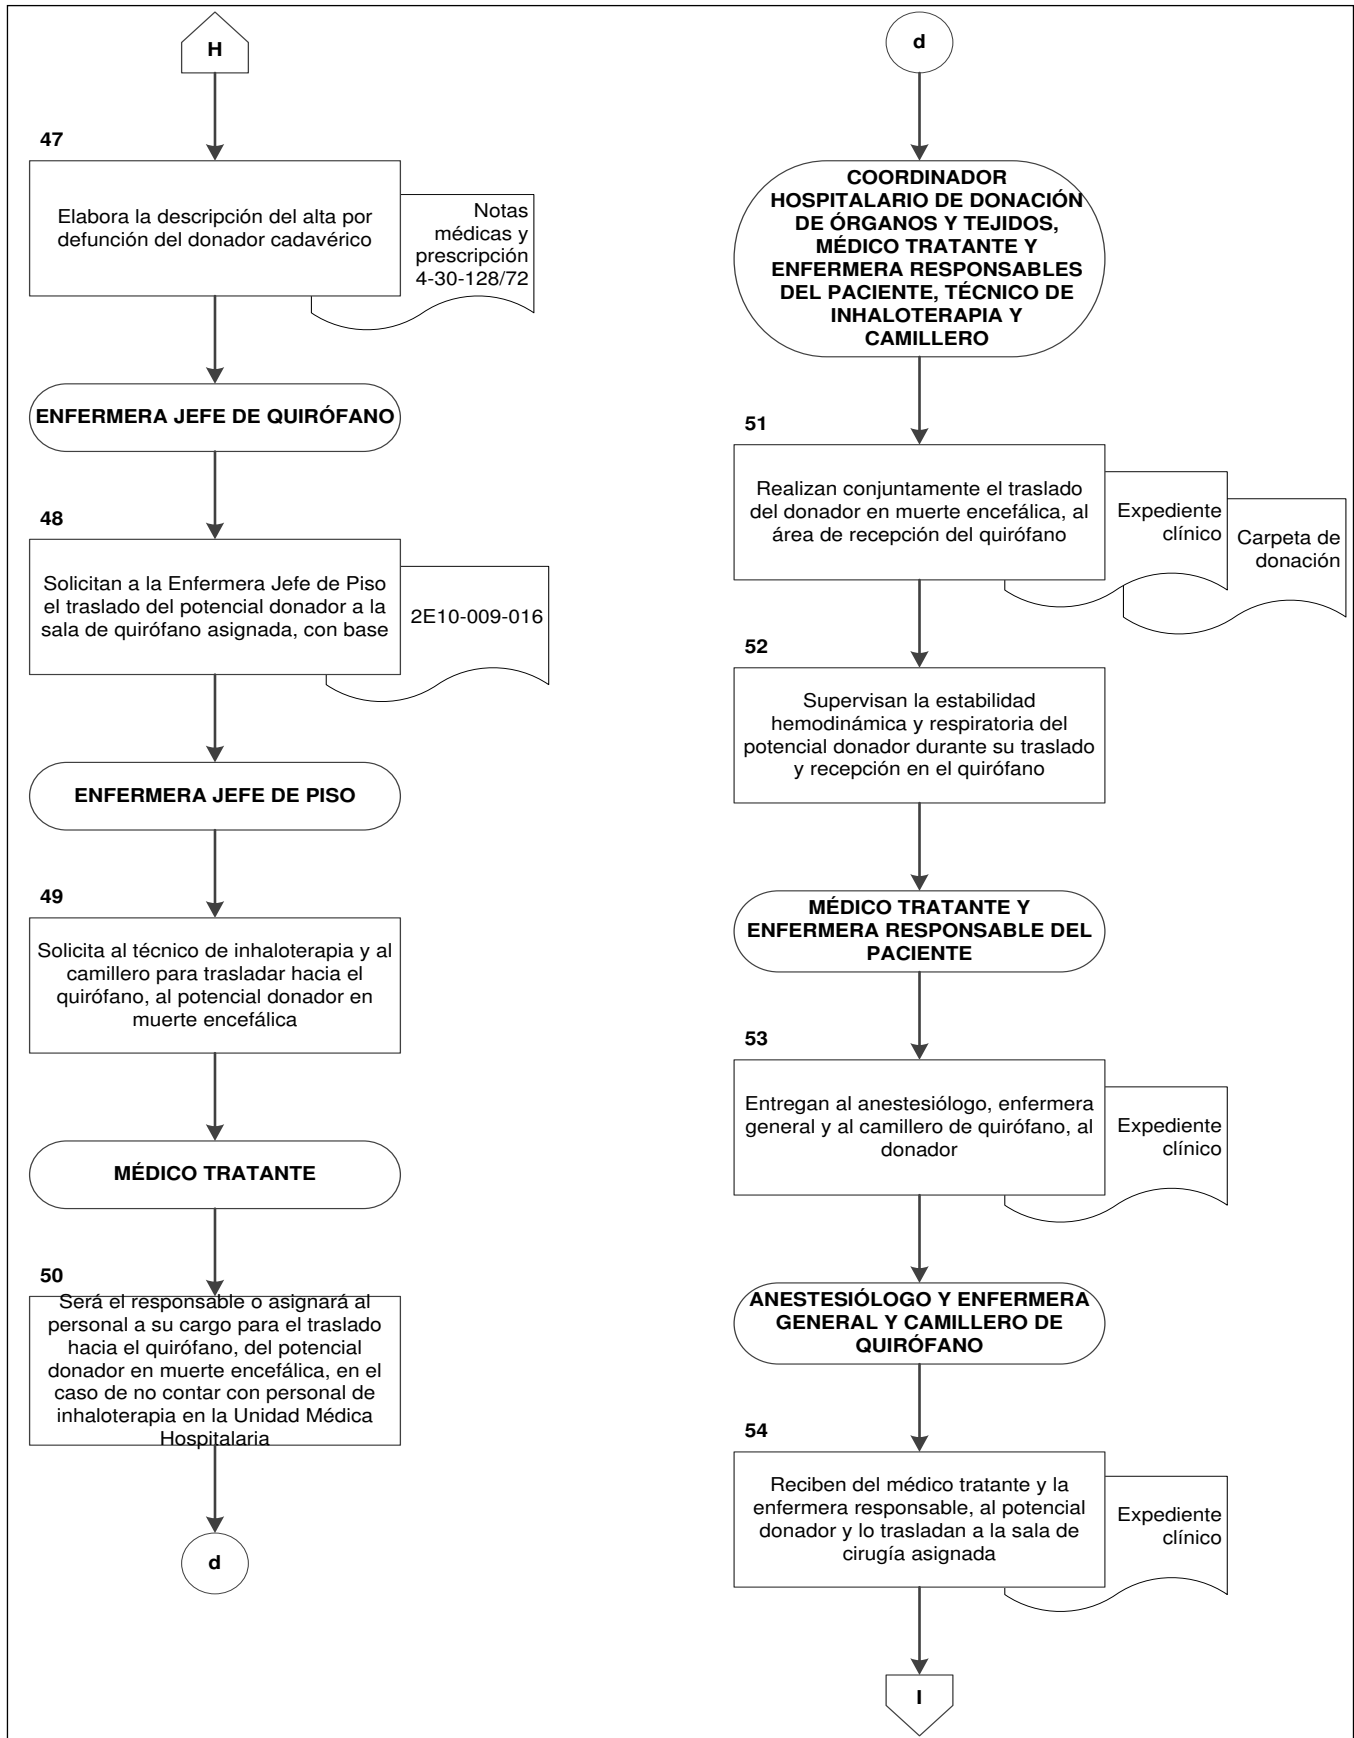 H
47
Elabora la descripción del alta por
defunción del donador cadavérico
Notas
médicas y
prescripción
4-30-128/72
ENFERMERA JEFE DE QUIRÓFANO
48
Solicitan a la Enfermera Jefe de Piso
el traslado del potencial donador a la
sala de quirófano asignada, con base
2E10-009-016
ENFERMERA JEFE DE PISO
49
Solicita al técnico de inhaloterapia y al
camillero para trasladar hacia el
quirófano, al potencial donador en
muerte encefálica
MÉDICO TRATANTE
50
Será el responsable o asignará al
personal a su cargo para el traslado
hacia el quirófano, del potencial
donador en muerte encefálica, en el
caso de no contar con personal de
inhaloterapia en la Unidad Médica
Hospitalaria
d
d
COORDINADOR
HOSPITALARIO DE DONACIÓN
DE ÓRGANOS Y TEJIDOS,
MÉDICO TRATANTE Y
ENFERMERA RESPONSABLES
DEL PACIENTE, TÉCNICO DE
INHALOTERAPIA Y
CAMILLERO
51
Realizan conjuntamente el traslado
del donador en muerte encefálica, al
área de recepción del quirófano
Expediente
clínico
Carpeta de
donación
52
Supervisan la estabilidad
hemodinámica y respiratoria del
potencial donador durante su traslado
y recepción en el quirófano
MÉDICO TRATANTE Y
ENFERMERA RESPONSABLE DEL
PACIENTE
53
Entregan al anestesiólogo, enfermera
general y al camillero de quirófano, al
donador
Expediente
clínico
ANESTESIÓLOGO Y ENFERMERA
GENERAL Y CAMILLERO DE
QUIRÓFANO
54
Reciben del médico tratante y la
enfermera responsable, al potencial
donador y lo trasladan a la sala de
cirugía asignada
Expediente
clínico
I